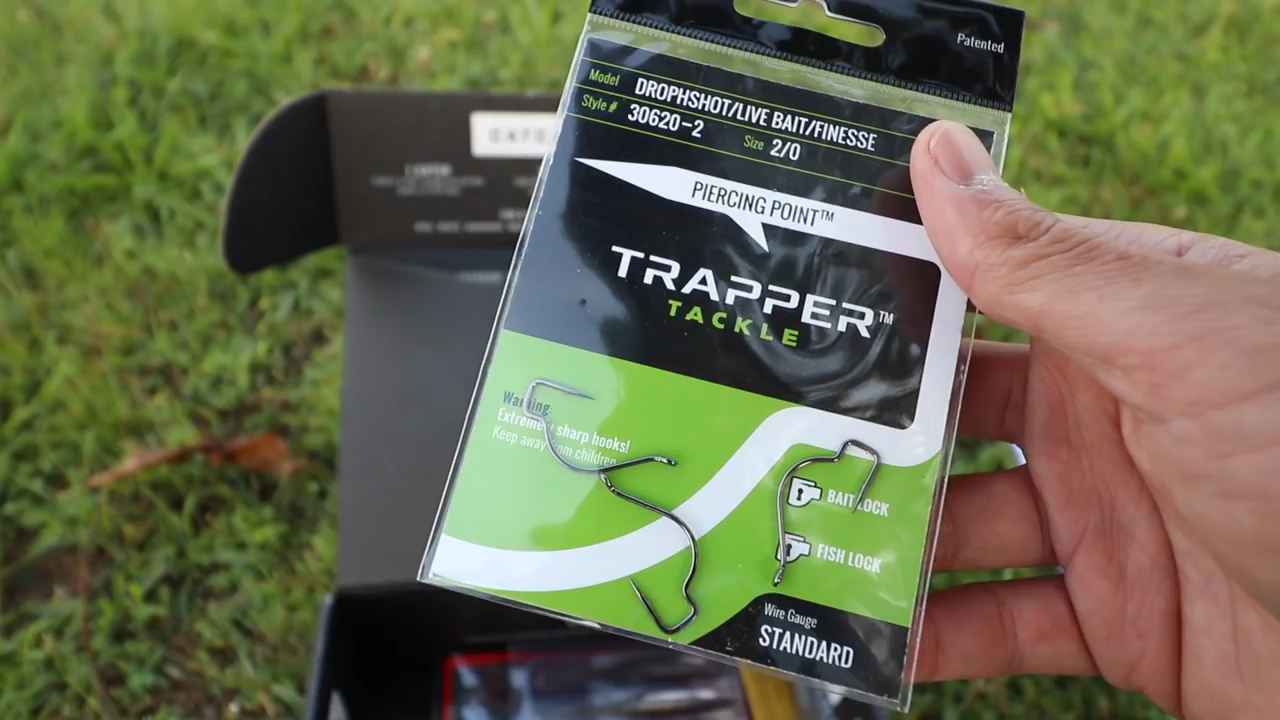 Patented
Model DROPHSHOT/LIVE BAIT/FINESSE
Style # 30620-2 Size 2/0
PIERCING POINT™
TRAPPER™
TACKLE
Warning:
Extremely sharp hooks!
Keep away from children
BAIT LOCK
FISH LOCK
Wire Gauge
STANDARD